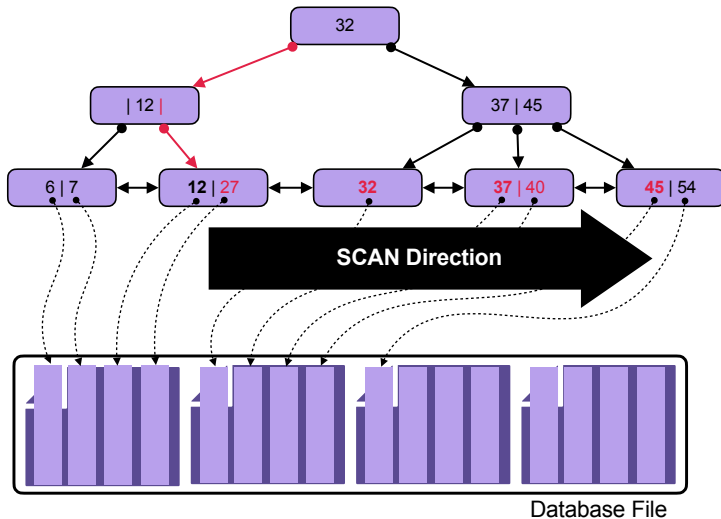 32
| 12 |
37 | 45
6 | 7
12 | 27
32
37 | 40
45 | 54
SCAN Direction
Database File